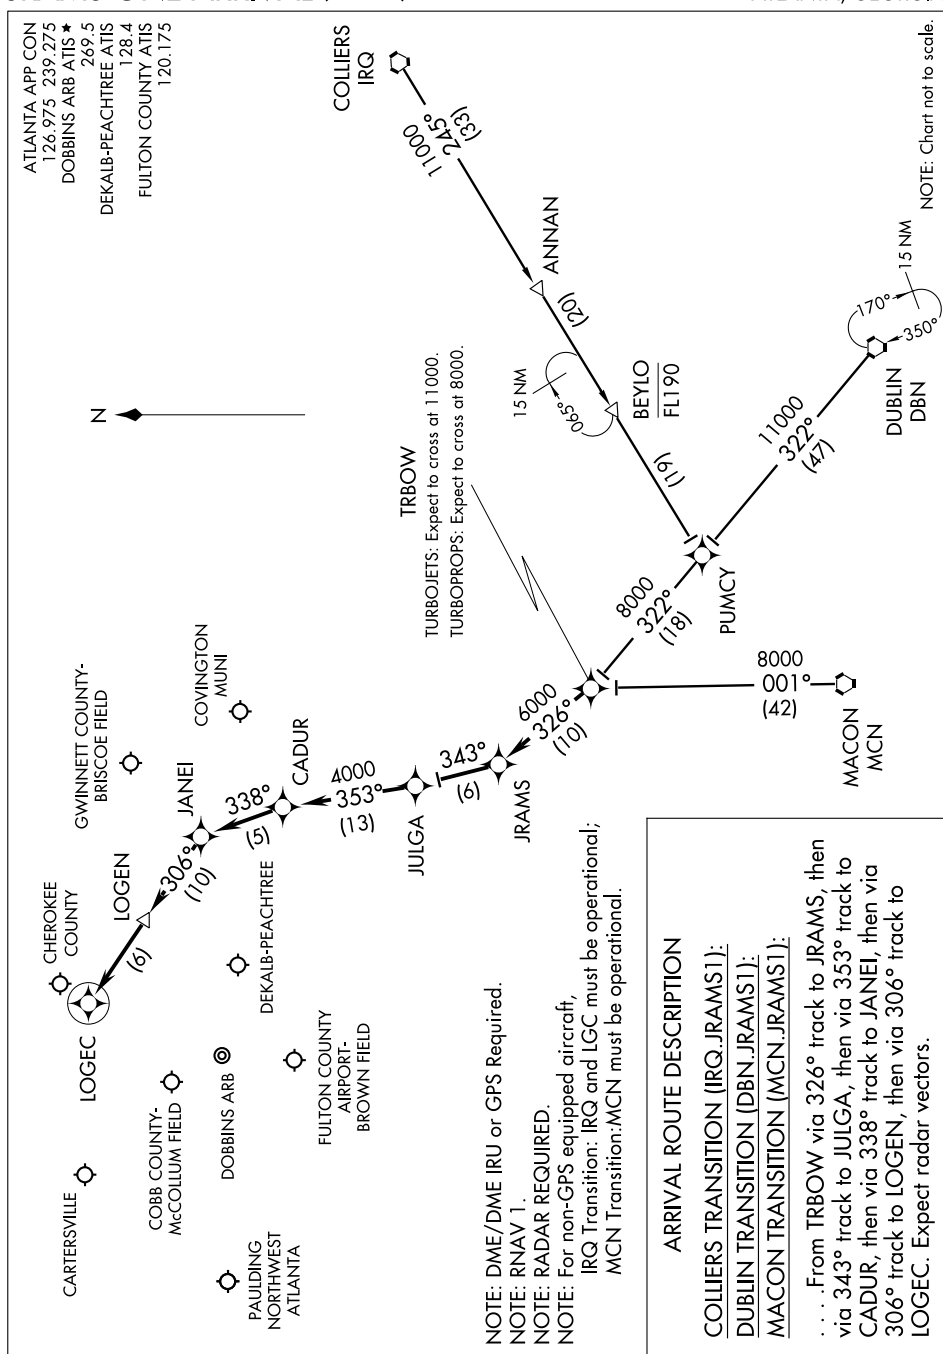 ATLANTA APP CON
126.975 239.275
DOBBINS ARB ATIS ★
269.5
DEKALB-PEACHTREE ATIS
128.4
FULTON COUNTY ATIS
120.175
COLLIERS
IRQ
11000
245°
(33)
ANNAN
(20)
15 NM
065°
BEYLO
FL190
(19)
NOTE: Chart not to scale.
15 NM
170°
350°
DUBLIN
DBN
11000
322°
(47)
N
TRBOW
TURBOJETS: Expect to cross at 11000.
TURBOPROPS: Expect to cross at 8000.
PUMCY
8000
322°
(18)
8000
001°
(42)
MACON
MCN
6000
326°
(10)
JRAMS
343°
(6)
JULGA
4000
353°
(13)
CADUR
338°
(5)
JANEI
306°
(10)
LOGEN
(6)
LOGEC
COVINGTON
MUNI
GWINNETT COUNTY-
BRISCOE FIELD
CHEROKEE
COUNTY
DEKALB-PEACHTREE
FULTON COUNTY
AIRPORT-
BROWN FIELD
DOBBINS ARB
COBB COUNTY-
McCOLLUM FIELD
CARTERSVILLE
PAULDING
NORTHWEST
ATLANTA
NOTE: DME/DME IRU or GPS Required.
NOTE: RNAV 1.
NOTE: RADAR REQUIRED.
NOTE: For non-GPS equipped aircraft,
IRQ Transition: IRQ and LGC must be operational;
MCN Transition:MCN must be operational.
ARRIVAL ROUTE DESCRIPTION
COLLIERS TRANSITION (IRQ.JRAMS1):
DUBLIN TRANSITION (DBN.JRAMS1):
MACON TRANSITION (MCN.JRAMS1):
. . . .From TRBOW via 326° track to JRAMS, then
via 343° track to JULGA, then via 353° track to
CADUR, then via 338° track to JANEI, then via
306° track to LOGEN, then via 306° track to
LOGEC. Expect radar vectors.